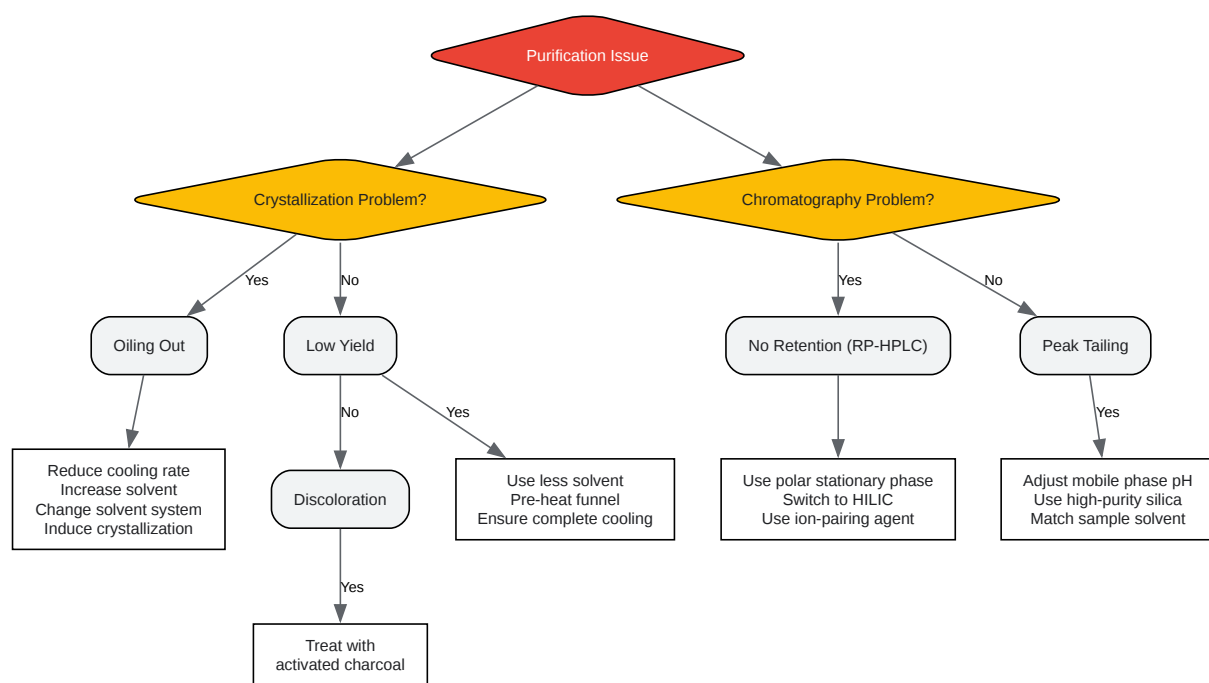 Purification Issue
Crystallization Problem?
Chromatography Problem?
Yes
No
Yes
No
Oiling Out
Low Yield
No Retention (RP-HPLC)
Peak Tailing
No
Yes
Yes
Reduce cooling rate
Increase solvent
Change solvent system
Induce crystallization
Discoloration
Use less solvent
Pre-heat funnel
Ensure complete cooling
Use polar stationary phase
Switch to HILIC
Use ion-pairing agent
Adjust mobile phase pH
Use high-purity silica
Match sample solvent
Yes
Treat with
activated charcoal